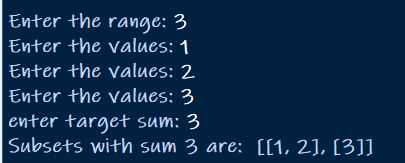 Enter the range: 3
Enter the values: 1
Enter the values: 2
Enter the values: 3
enter target sum: 3
Subsets with sum 3 are:  [[1, 2], [3]]